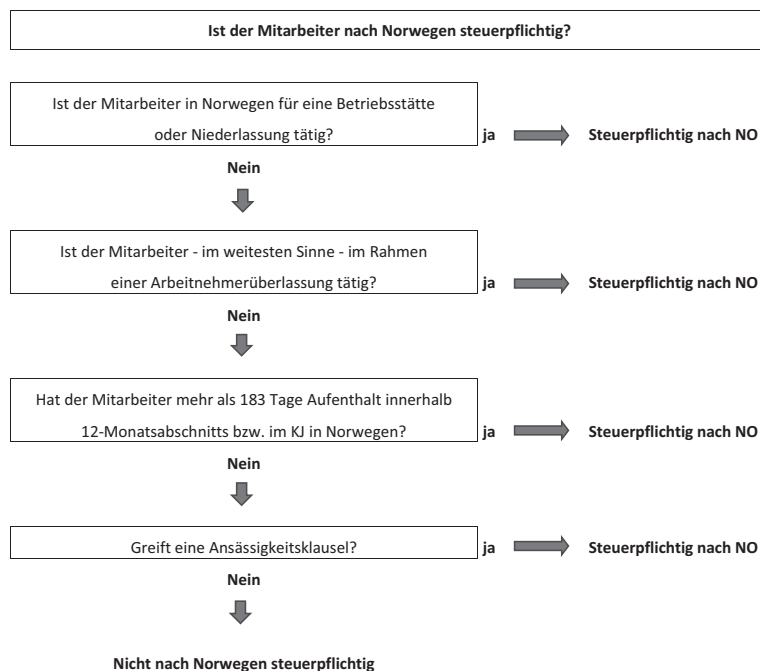 Ist der Mitarbeiter nach Norwegen steuerpflichtig?
Ist der Mitarbeiter in Norwegen für eine Betriebsstätte
oder Niederlassung tätig?
ja
Steuerpflichtig nach NO
Nein
Ist der Mitarbeiter - im weitesten Sinne - im Rahmen
einer Arbeitnehmerüberlassung tätig?
ja
Steuerpflichtig nach NO
Nein
Hat der Mitarbeiter mehr als 183 Tage Aufenthalt innerhalb
12-Monatsabschnitts bzw. im KJ in Norwegen?
ja
Steuerpflichtig nach NO
Nein
Greift eine Ansässigkeitsklausel?
ja
Steuerpflichtig nach NO
Nein
Nicht nach Norwegen steuerpflichtig